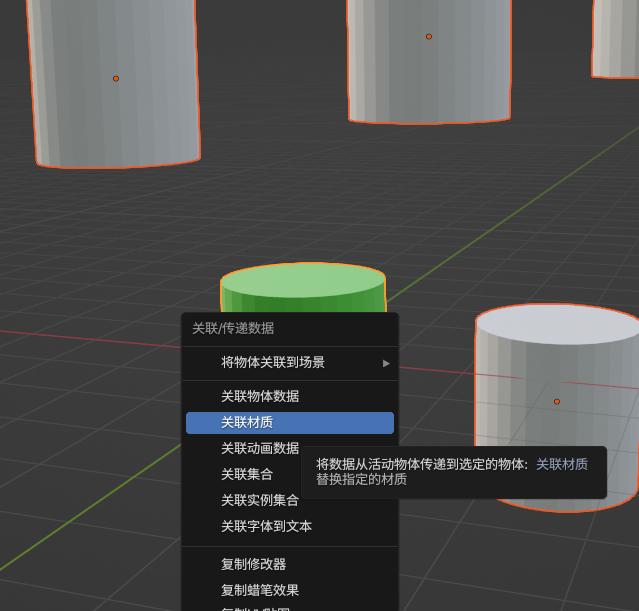 关联/传递数据
将物体关联到场景
关联物体数据
关联材质
关联动画数据
将数据从活动物体传递到选定的物体: 关联材质
替换指定的材质
关联集合
关联实例集合
关联字体到文本
复制修改器
复制蜡笔效果